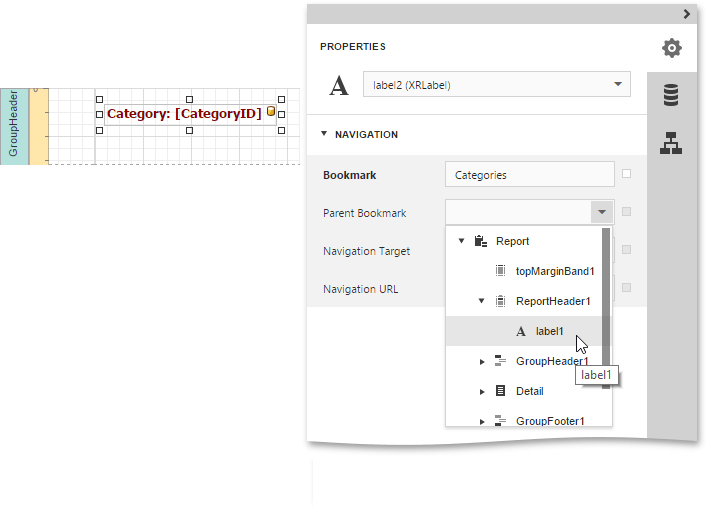 PROPERTIES
A
label2 (XRLabel)
GroupHeader
Category: [CategoryID]
NAVIGATION
Bookmark
Categories
Parent Bookmark
Navigation Target
Navigation URL
Report
topMarginBand1
ReportHeader1
A label1
GroupHeader1
label1
Detail
GroupFooter1